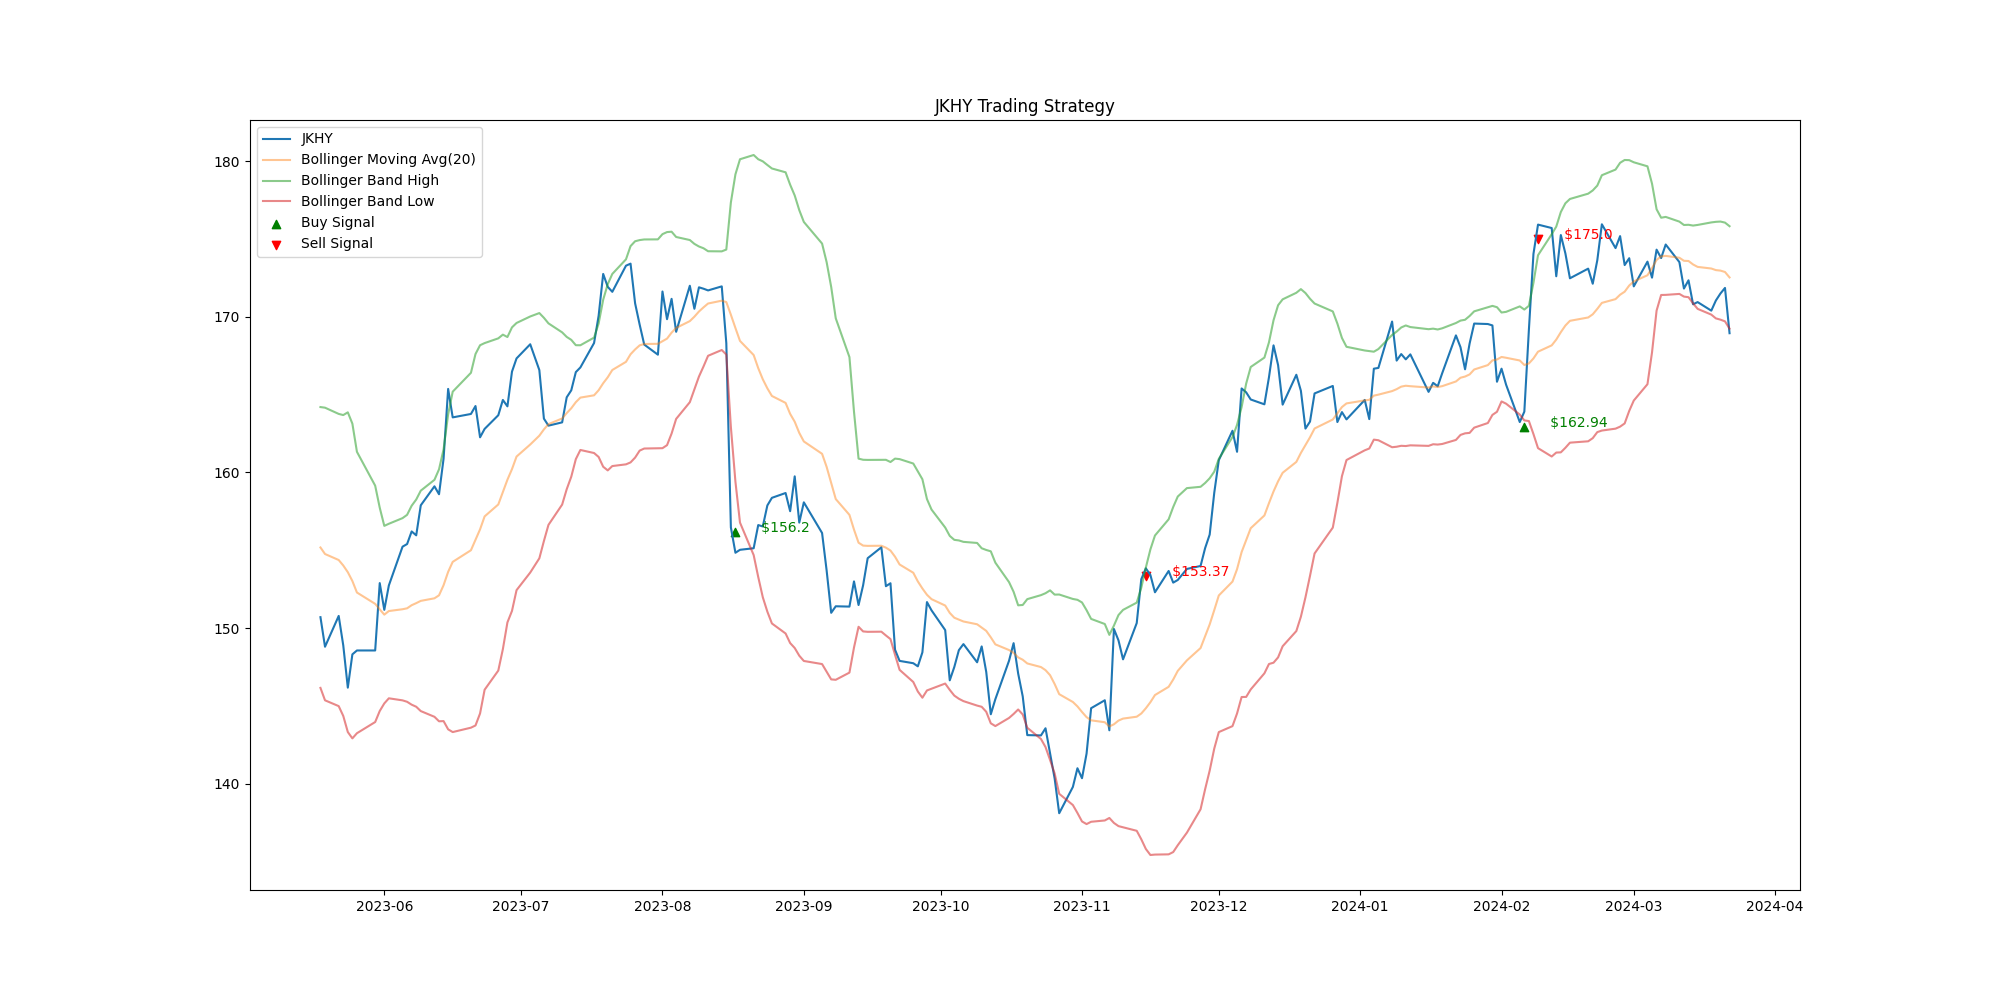 JKHY Trading Strategy
JKHY
Bollinger Moving Avg(20)
Bollinger Band High
Bollinger Band Low
Buy Signal
Sell Signal
180
170
160
150
140
$156.2
$153.37
$175.0
$162.94
2023-06 2023-07 2023-08 2023-09 2023-10 2023-11 2023-12 2024-01 2024-02 2024-03 2024-04